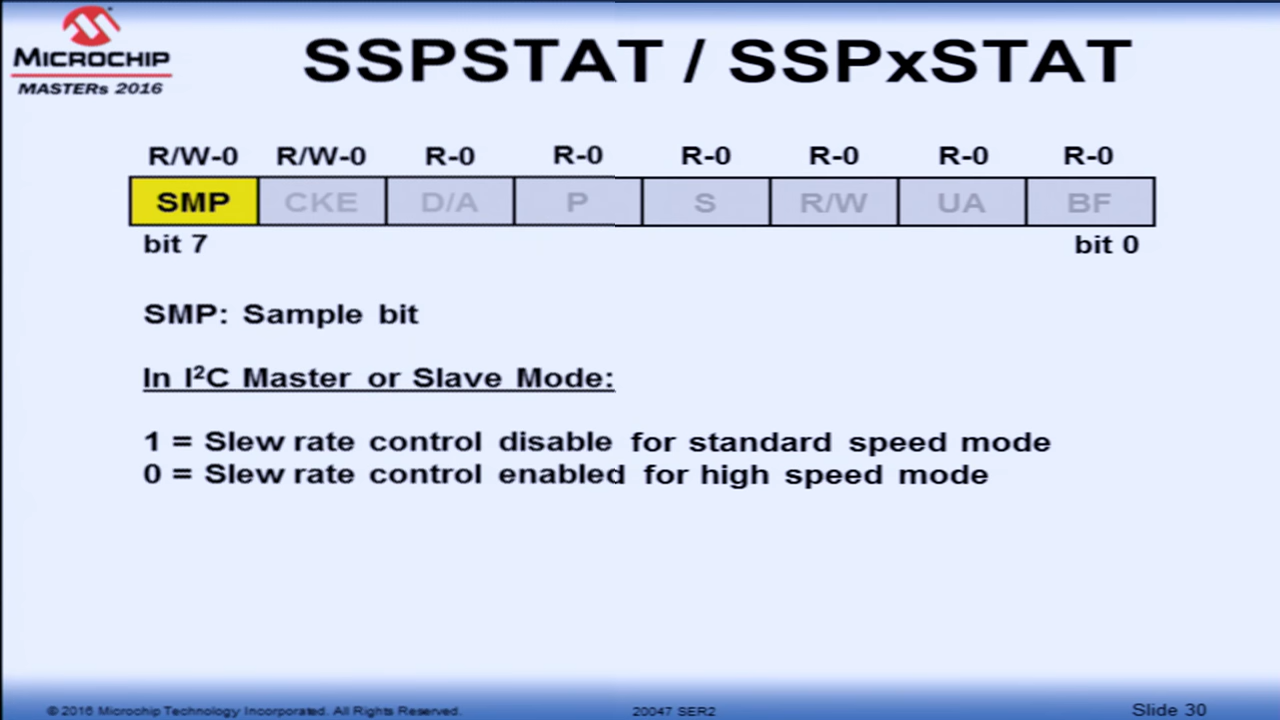 MICROCHIP
MASTERs 2016
SSPSTAT / SSPxSTAT
R/W-0 R/W-0 R-0 R-0 R-0 R-0 R-0 R-0
SMP CKE D/A P S R/W UA BF
bit 7 bit 0
SMP: Sample bit
In I²C Master or Slave Mode:
1 = Slew rate control disable for standard speed mode
0 = Slew rate control enabled for high speed mode
© 2016 Microchip Technology Incorporated. All Rights Reserved. 20047 SER2 Slide 30